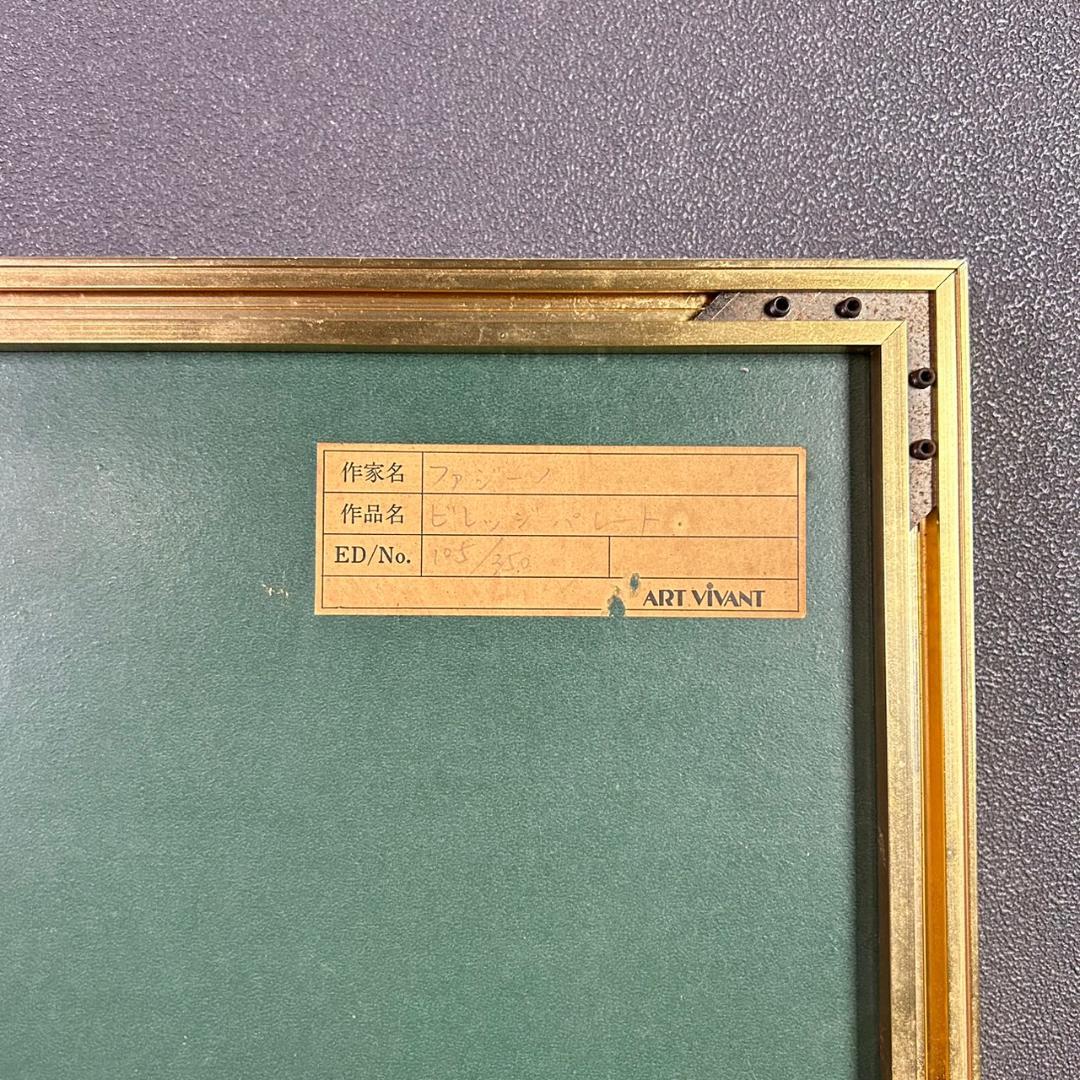 作家名 ファジーノ
作品名 ビレッジパレード
ED/No. 105/350
ART ViVANT